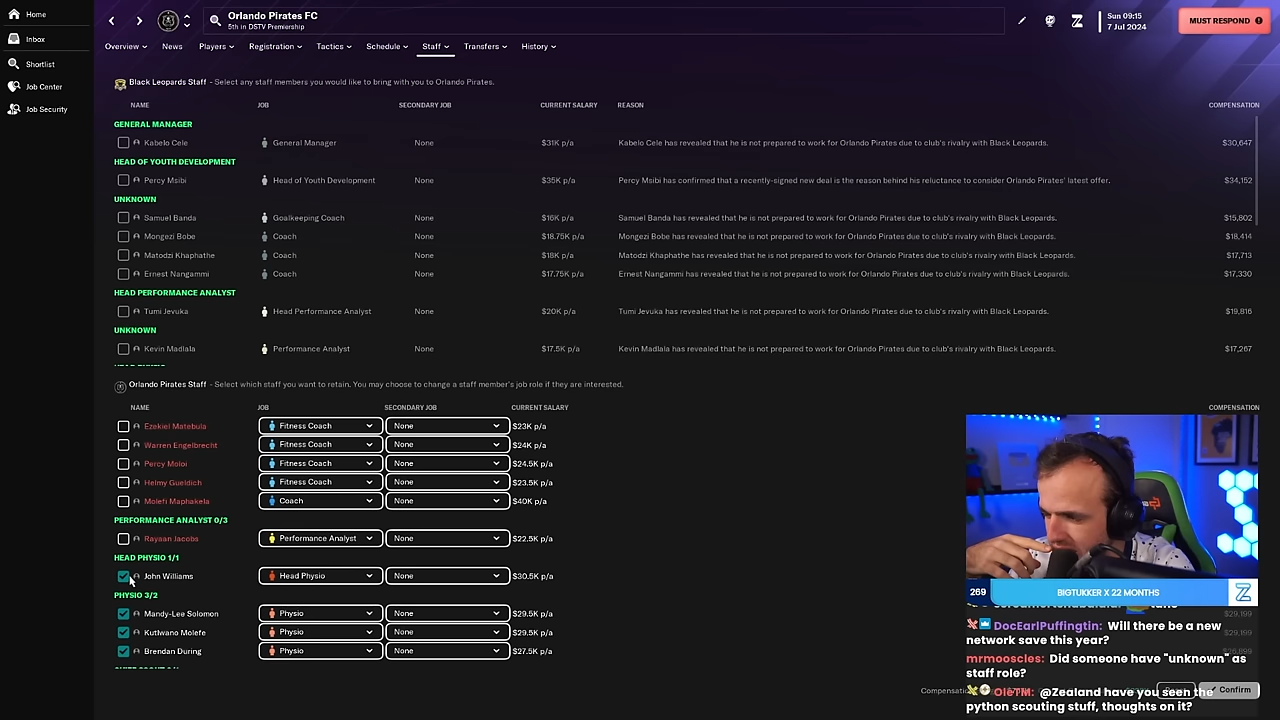 Home
Inbox
Shortlist
Job Center
Job Security
Orlando Pirates FC
5th in DSTV Premiership
Z
Sun 09:15
7 Jul 2024
MUST RESPOND
Overview
News
Players
Registration
Tactics
Schedule
Staff
Transfers
History
Black Leopards Staff - Select any staff members you would like to bring with you to Orlando Pirates.
NAME JOB SECONDARY JOB CURRENT SALARY REASON COMPENSATION
GENERAL MANAGER
Kabelo Cele General Manager None $31K p/a Kabelo Cele has revealed that he is not prepared to work for Orlando Pirates due to club's rivalry with Black Leopards. $30,647
HEAD OF YOUTH DEVELOPMENT
Percy Msibi Head of Youth Development None $35K p/a Percy Msibi has confirmed that a recently-signed new deal is the reason behind his reluctance to consider Orlando Pirates' latest offer. $34,152
UNKNOWN
Samuel Banda Goalkeeping Coach None $16K p/a Samuel Banda has revealed that he is not prepared to work for Orlando Pirates due to club's rivalry with Black Leopards. $15,802
Mongezi Bobe Coach None $18.75K p/a Mongezi Bobe has revealed that he is not prepared to work for Orlando Pirates due to club's rivalry with Black Leopards. $18,414
Matodzi Khaphathe Coach None $18K p/a Matodzi Khaphathe has revealed that he is not prepared to work for Orlando Pirates due to club's rivalry with Black Leopards. $17,713
Ernest Nangammi Coach None $17.75K p/a Ernest Nangammi has revealed that he is not prepared to work for Orlando Pirates due to club's rivalry with Black Leopards. $17,330
HEAD PERFORMANCE ANALYST
Tumi Jevuka Head Performance Analyst None $20K p/a Tumi Jevuka has revealed that he is not prepared to work for Orlando Pirates due to club's rivalry with Black Leopards. $19,816
UNKNOWN
Kevin Madlala Performance Analyst None $17.5K p/a Kevin Madlala has revealed that he is not prepared to work for Orlando Pirates due to club's rivalry with Black Leopards. $17,267
Orlando Pirates Staff - Select which staff you want to retain. You may choose to change a staff member's job role if they are interested.
NAME JOB SECONDARY JOB CURRENT SALARY COMPENSATION
Ezekiel Matebula Fitness Coach None $23K p/a
Warren Engelbrecht Fitness Coach None $24K p/a
Percy Moloi Fitness Coach None $24.5K p/a
Helmy Gueldich Fitness Coach None $23.5K p/a
Molefi Maphakela Coach None $40K p/a
PERFORMANCE ANALYST 0/3
Rayaan Jacobs Performance Analyst None $22.5K p/a
HEAD PHYSIO 1/1
John Williams Head Physio None $30.5K p/a
PHYSIO 3/2
Mandy-Lee Solomon Physio None $29.5K p/a
Kutlwano Molefe Physio None $29.5K p/a
Brendan During Physio None $27.5K p/a
269 BIGTUKKER X 22 MONTHS Z
DocEarlPuffington: Will there be a new
network save this year?
mrmooscles: Did someone have "unknown" as
staff role?
OleTM: @Zealand have you seen the
python scouting stuff, thoughts on it?
Confirm